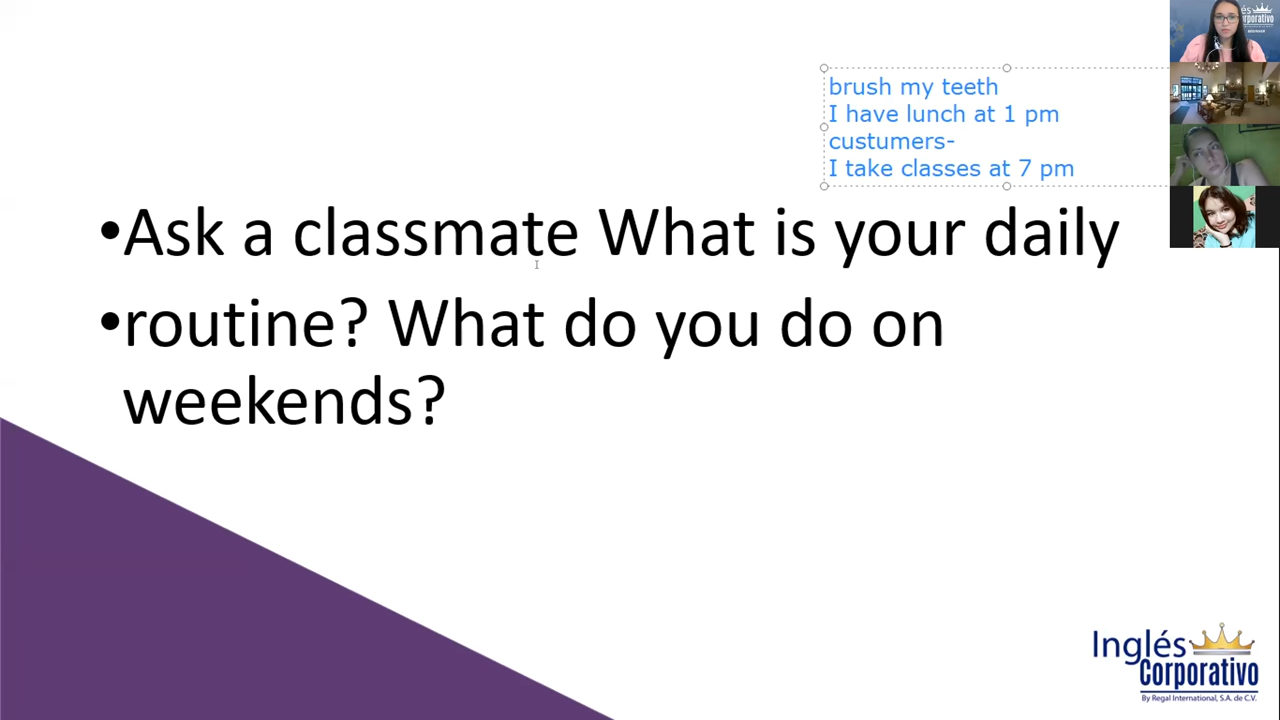 brush my teeth
I have lunch at 1 pm
custumers-
I take classes at 7 pm
•Ask a classmate What is your daily
•routine? What do you do on
weekends?
Inglés
Corporativo
By Regal International, S.A. de C.V.